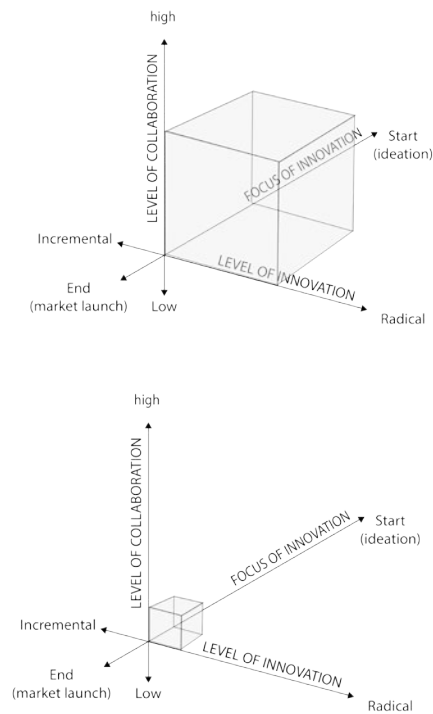 high
LEVEL OF COLLABORATION
FOCUS OF INNOVATION
Start
(ideation)
Incremental
LEVEL OF INNOVATION
End
(market launch)
Low
Radical
high
LEVEL OF COLLABORATION
FOCUS OF INNOVATION
Start
(ideation)
Incremental
LEVEL OF INNOVATION
End
(market launch)
Low
Radical